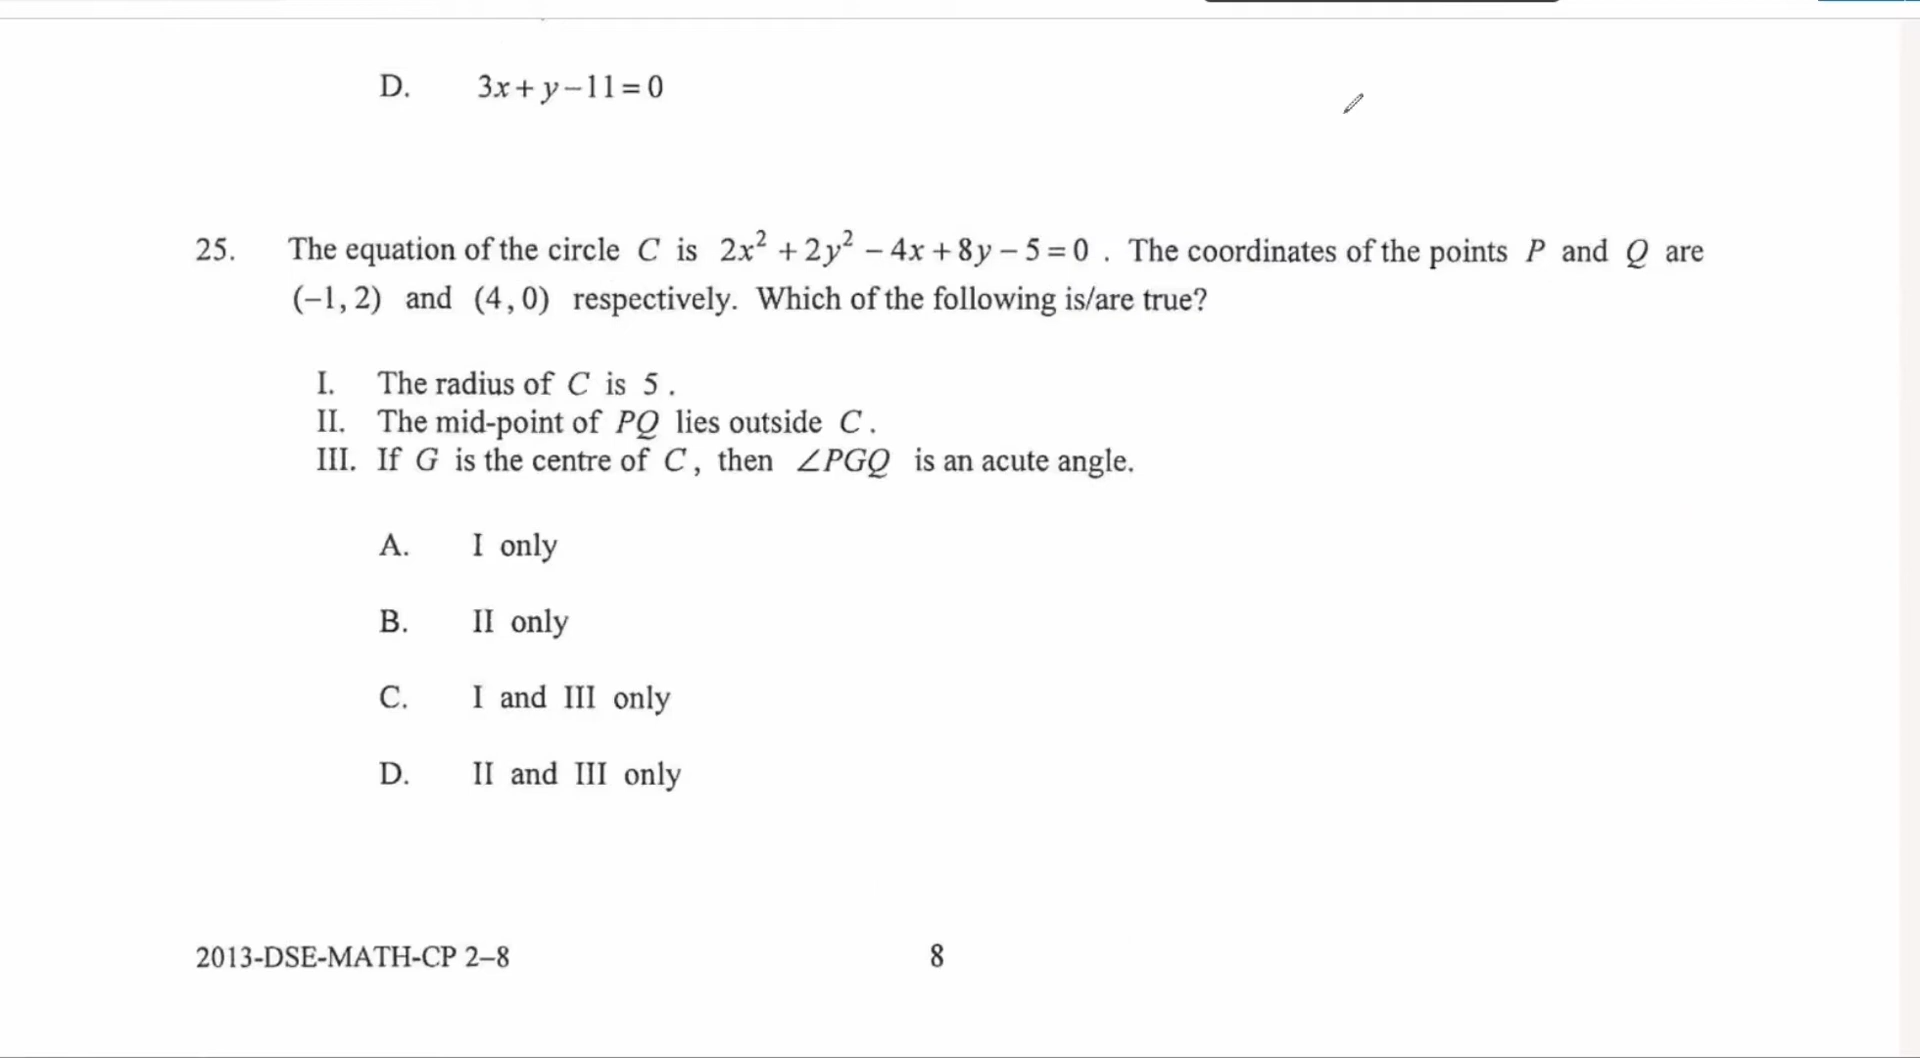 D. 3x + y − 11 = 0
25. The equation of the circle C is 2x² + 2y² − 4x + 8y − 5 = 0 . The coordinates of the points P and Q are
(−1, 2) and (4, 0) respectively. Which of the following is/are true?
I. The radius of C is 5 .
II. The mid-point of PQ lies outside C .
III. If G is the centre of C , then ∠PGQ is an acute angle.
A. I only
B. II only
C. I and III only
D. II and III only
2013-DSE-MATH-CP 2–8
8